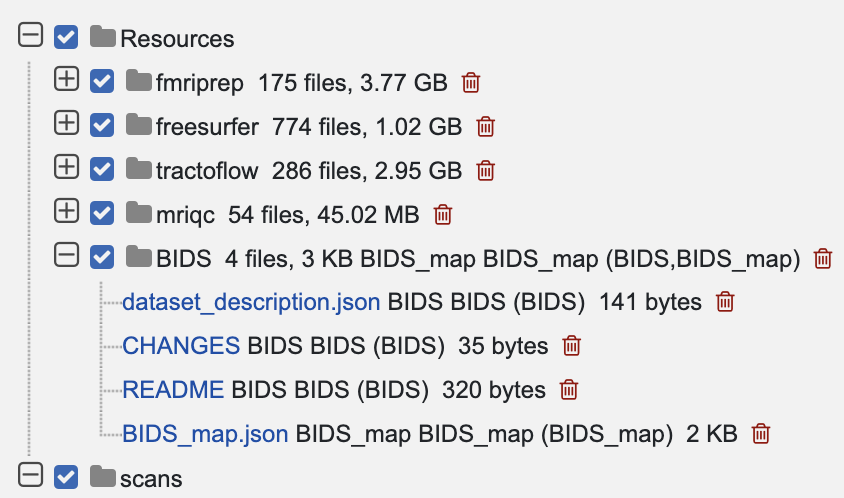 Resources
fmriprep 175 files, 3.77 GB
freesurfer 774 files, 1.02 GB
tractoflow 286 files, 2.95 GB
mriqc 54 files, 45.02 MB
BIDS 4 files, 3 KB BIDS_map BIDS_map (BIDS,BIDS_map)
dataset_description.json BIDS BIDS (BIDS) 141 bytes
CHANGES BIDS BIDS (BIDS) 35 bytes
README BIDS BIDS (BIDS) 320 bytes
BIDS_map.json BIDS_map BIDS_map (BIDS_map) 2 KB
scans